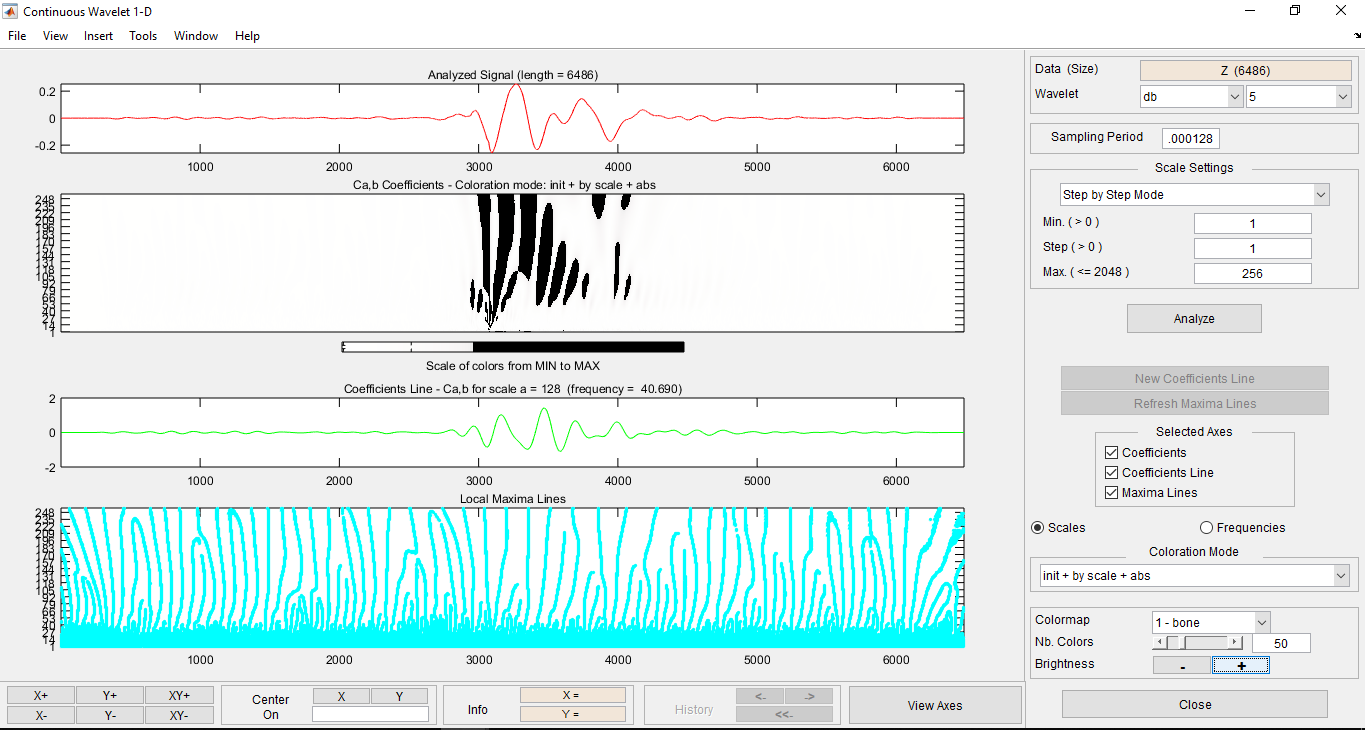 Continuous Wavelet 1-D
File View Insert Tools Window Help
Analyzed Signal (length = 6486)
0.2
0
-0.2
1000 2000 3000 4000 5000 6000
Ca,b Coefficients - Coloration mode: init + by scale + abs
248
235
222
209
196
183
170
157
144
131
118
105
92
79
66
53
40
27
14
1
Scale of colors from MIN to MAX
Coefficients Line - Ca,b for scale a = 128 (frequency = 40.690)
2
0
-2
1000 2000 3000 4000 5000 6000
Local Maxima Lines
248
235
222
209
196
183
170
157
144
131
118
105
92
79
66
53
40
27
14
1
1000 2000 3000 4000 5000 6000
Data (Size) Z (6486)
Wavelet db 5
Sampling Period .000128
Scale Settings
Step by Step Mode
Min. ( > 0 ) 1
Step ( > 0 ) 1
Max. ( <= 2048 ) 256
Analyze
New Coefficients Line
Refresh Maxima Lines
Selected Axes
Coefficients
Coefficients Line
Maxima Lines
Scales Frequencies
Coloration Mode
init + by scale + abs
Colormap 1 - bone
Nb. Colors 50
Brightness - +
Close
X+ Y+ XY+
X- Y- XY-
Center
On
X Y
Info
X =
Y =
History
<- ->
<<-
View Axes